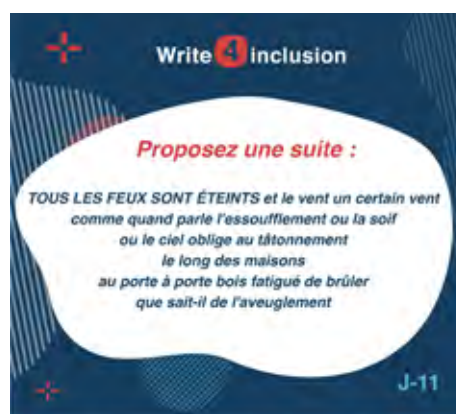 Write 4 inclusion
Proposez une suite :
TOUS LES FEUX SONT ÉTEINTS et le vent un certain vent
comme quand parle l'essoufflement ou la soif
ou le ciel oblige au tâtonnement
le long des maisons
au porte à porte bois fatigué de brûler
que sait-il de l'aveuglement
J-11